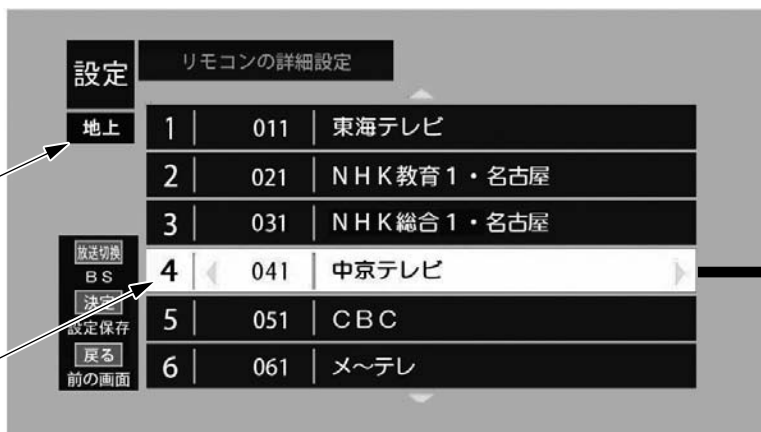 設定
リモコンの詳細設定
地上
1 011 東海テレビ
2 021 NHK教育1・名古屋
3 031 NHK総合1・名古屋
4 041 中京テレビ
5 051 CBC
6 061 メ～テレ
放送切換
BS
決定
設定保存
戻る
前の画面